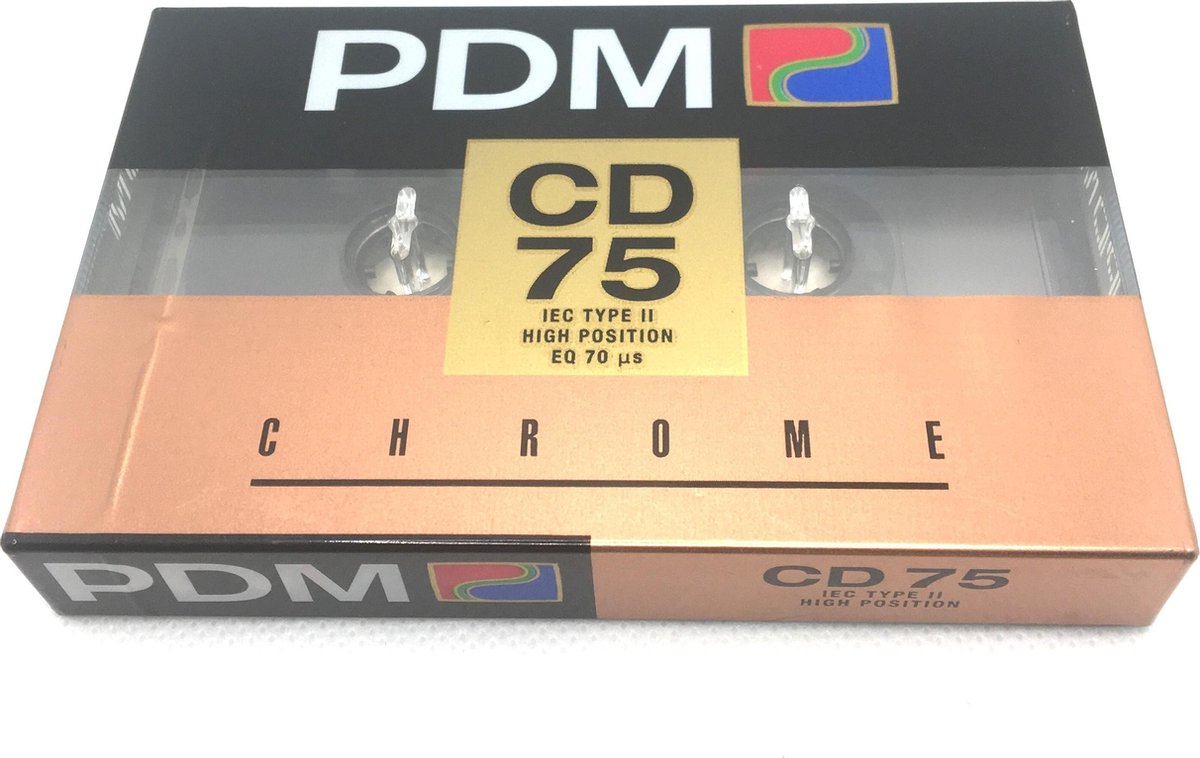 PDM
CD
75
IEC TYPE II
HIGH POSITION
EQ 70 µs
CHROME
PDM
CD 75
IEC TYPE II
HIGH POSITION